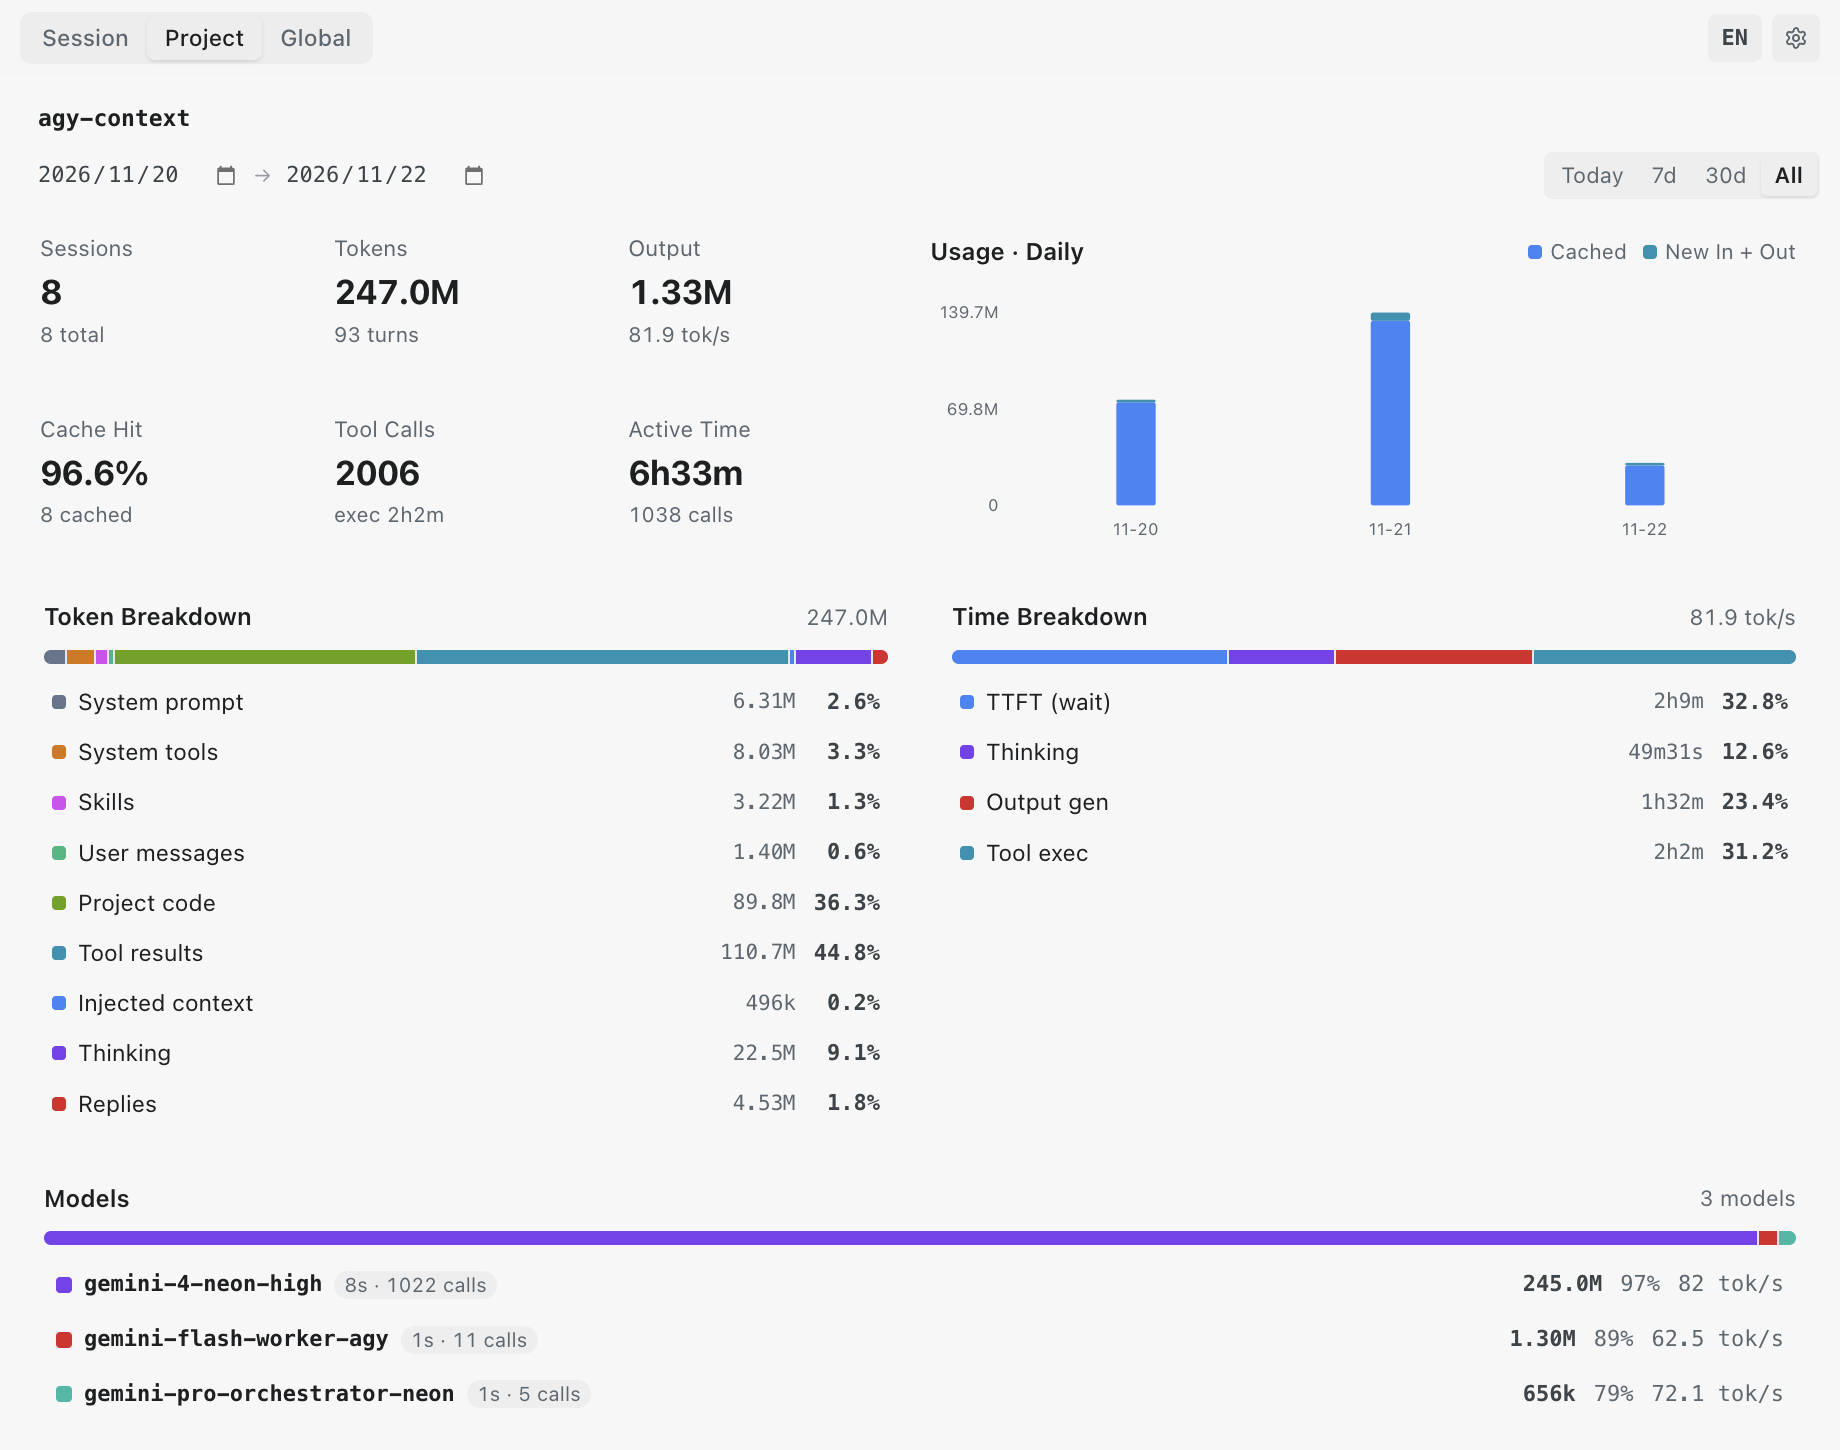 Session Project Global EN
agy-context
2026/11/20 → 2026/11/22 Today 7d 30d All
Sessions Tokens Output
8 247.0M 1.33M
8 total 93 turns 81.9 tok/s
Cache Hit Tool Calls Active Time
96.6% 2006 6h33m
8 cached exec 2h2m 1038 calls
Usage · Daily Cached New In + Out
139.7M
69.8M
0
11-20 11-21 11-22
Token Breakdown 247.0M
System prompt 6.31M 2.6%
System tools 8.03M 3.3%
Skills 3.22M 1.3%
User messages 1.40M 0.6%
Project code 89.8M 36.3%
Tool results 110.7M 44.8%
Injected context 496k 0.2%
Thinking 22.5M 9.1%
Replies 4.53M 1.8%
Time Breakdown 81.9 tok/s
TTFT (wait) 2h9m 32.8%
Thinking 49m31s 12.6%
Output gen 1h32m 23.4%
Tool exec 2h2m 31.2%
Models 3 models
gemini-4-neon-high 8s · 1022 calls 245.0M 97% 82 tok/s
gemini-flash-worker-agy 1s · 11 calls 1.30M 89% 62.5 tok/s
gemini-pro-orchestrator-neon 1s · 5 calls 656k 79% 72.1 tok/s